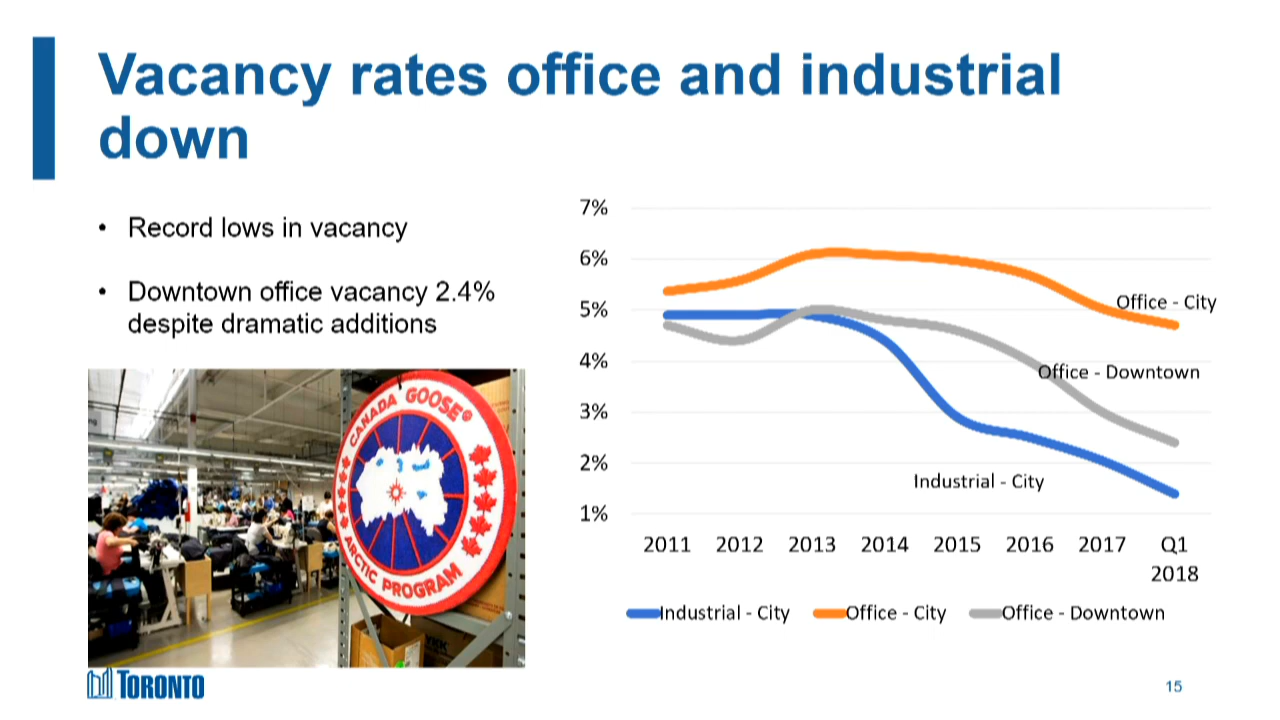 Vacancy rates office and industrial
down
• Record lows in vacancy
• Downtown office vacancy 2.4%
despite dramatic additions
CANADA GOOSE®
ARCTIC PROGRAM
TORONTO
7%
6%
5%
4%
3%
2%
1%
Office - City
Office - Downtown
Industrial - City
2011 2012 2013 2014 2015 2016 2017 Q1
2018
Industrial - City Office - City Office - Downtown
15